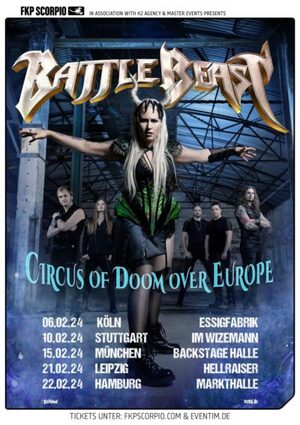 FKP SCORPIO IN ASSOCIATION WITH K2 AGENCY & MASTER EVENTS PRESENTS
BATTLE BEAST
CIRCUS OF DOOM OVER EUROPE
06.02.24 KÖLN ESSIGFABRIK
10.02.24 STUTTGART IM WIZEMANN
15.02.24 MÜNCHEN BACKSTAGE HALLE
21.02.24 LEIPZIG HELLRAISER
22.02.24 HAMBURG MARKTHALLE
TICKETS UNTER: FKPSCORPIO.COM & EVENTIM.DE